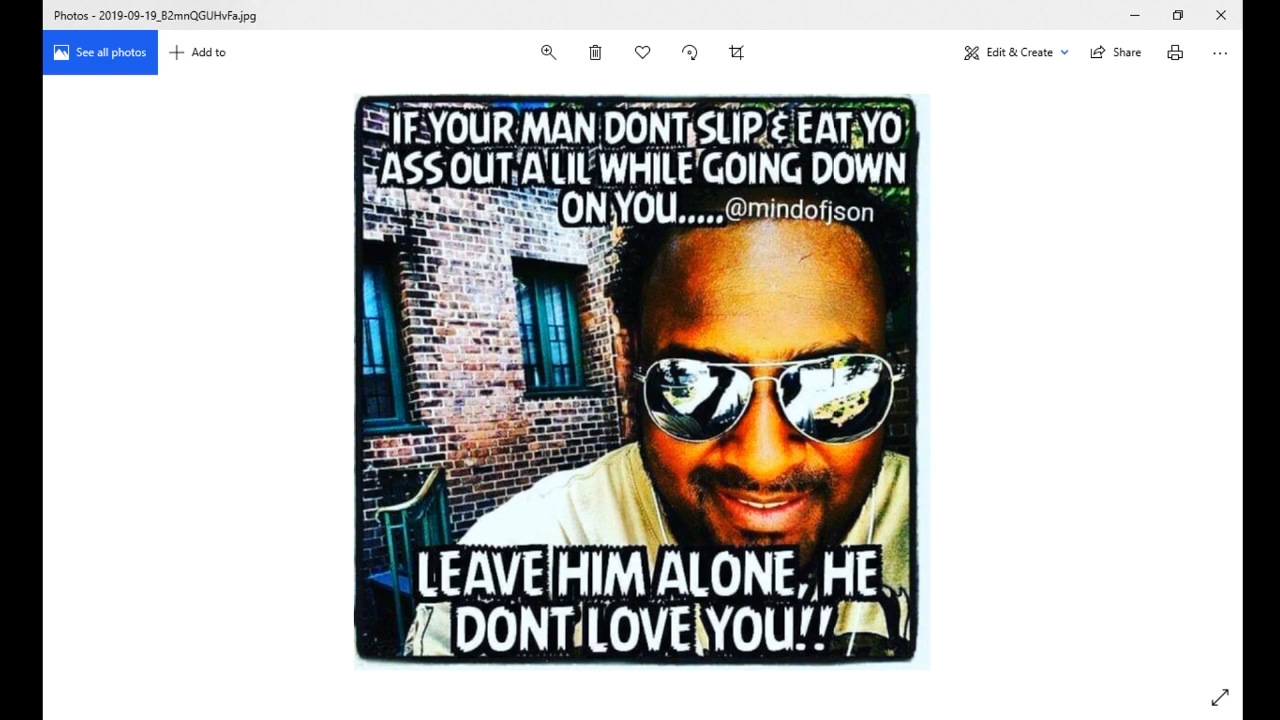 Photos - 2019-09-19_B2mnQGUHvFa.jpg
See all photos
Add to
Edit & Create
Share
IF YOUR MAN DONT SLIP & EAT YO
ASS OUT A LIL WHILE GOING DOWN
ON YOU.....@mindofjson
LEAVE HIM ALONE, HE
DONT LOVE YOU!!